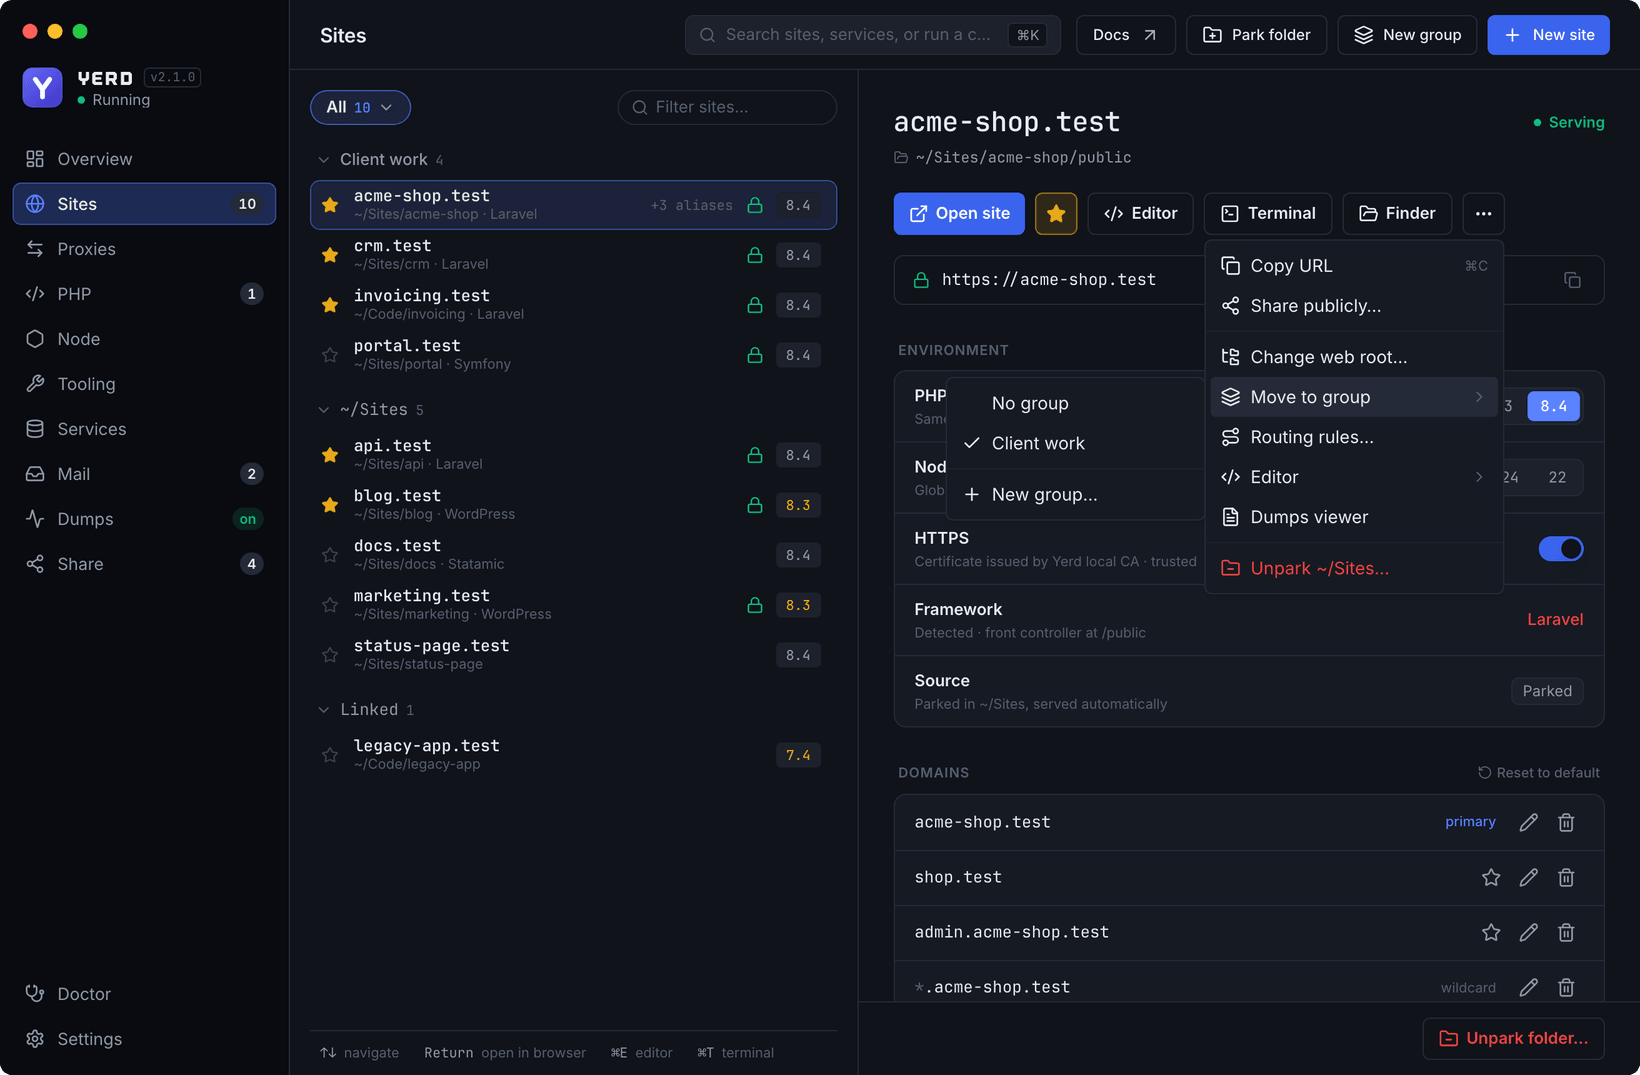 YERD v2.1.0
Running
Overview
Sites 10
Proxies
PHP 1
Node
Tooling
Services
Mail 2
Dumps on
Share 4
Doctor
Settings
Sites
Search sites, services, or run a c... ⌘K
Docs
Park folder
New group
New site
All 10
Filter sites...
Client work 4
acme-shop.test
~/Sites/acme-shop · Laravel
+3 aliases 8.4
crm.test
~/Sites/crm · Laravel
8.4
invoicing.test
~/Code/invoicing · Laravel
8.4
portal.test
~/Sites/portal · Symfony
8.4
~/Sites 5
api.test
~/Sites/api · Laravel
8.4
blog.test
~/Sites/blog · WordPress
8.3
docs.test
~/Sites/docs · Statamic
8.4
marketing.test
~/Sites/marketing · WordPress
8.3
status-page.test
~/Sites/status-page
8.4
Linked 1
legacy-app.test
~/Code/legacy-app
7.4
↑↓ navigate Return open in browser ⌘E editor ⌘T terminal
acme-shop.test
Serving
~/Sites/acme-shop/public
Open site
Editor
Terminal
Finder
https://acme-shop.test
Copy URL ⌘C
Share publicly...
Change web root...
Move to group
Routing rules...
Editor
Dumps viewer
Unpark ~/Sites...
No group
Client work
New group...
ENVIRONMENT
PHP
Same
3 8.4
Nod
Glob
24 22
HTTPS
Certificate issued by Yerd local CA · trusted
Framework
Detected · front controller at /public
Laravel
Source
Parked in ~/Sites, served automatically
Parked
DOMAINS
Reset to default
acme-shop.test primary
shop.test
admin.acme-shop.test
*.acme-shop.test wildcard
Unpark folder...